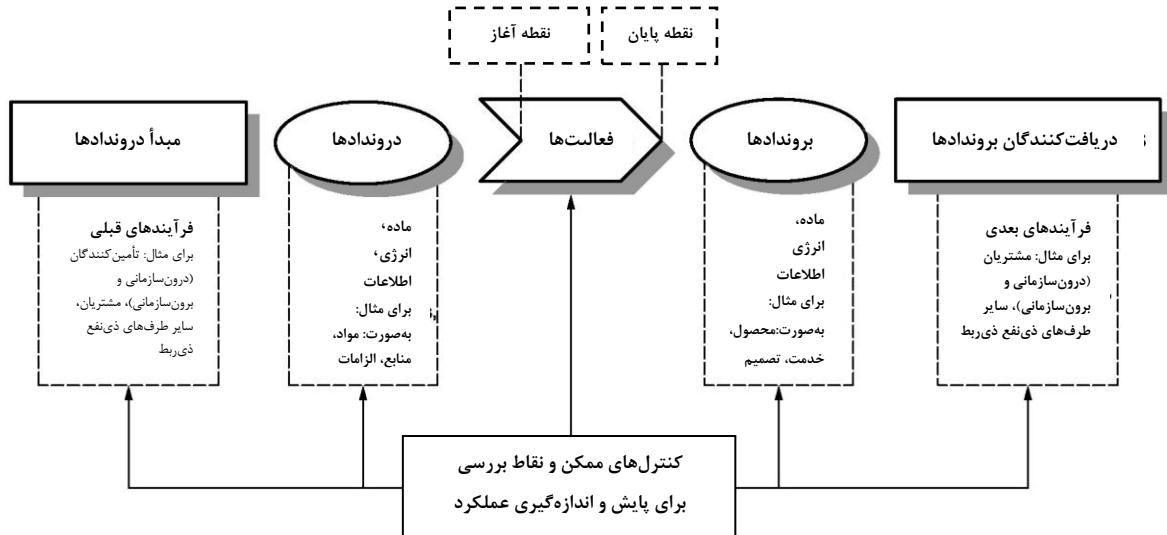 نقطه آغاز
نقطه پایان
مبدأ دروندادها
دروندادها
فعالیت‌ها
بروندادها
دریافت‌کنندگان بروندادها
فرآیندهای قبلی
برای مثال: تأمین‌کنندگان
(درون‌سازمانی و
برون‌سازمانی)، مشتریان،
سایر طرف‌های ذی‌نفع
ذی‌ربط
ماده،
انرژی،
اطلاعات
برای مثال:
به‌صورت: مواد،
منابع، الزامات
ماده،
انرژی
اطلاعات
برای مثال:
به‌صورت:محصول،
خدمت، تصمیم
فرآیندهای بعدی
برای مثال: مشتریان
(درون‌سازمانی و
برون‌سازمانی)، سایر
طرف‌های ذی‌نفع ذی‌ربط
کنترل‌های ممکن و نقاط بررسی
برای پایش و اندازه‌گیری عملکرد